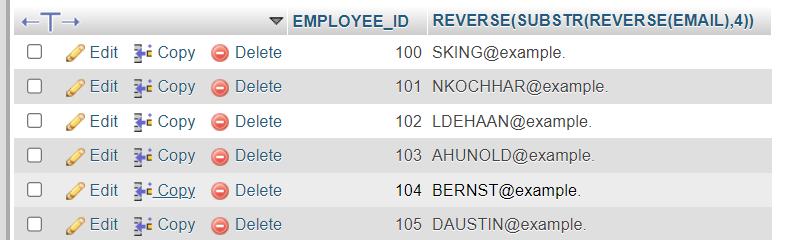 EMPLOYEE_ID REVERSE(SUBSTR(REVERSE(EMAIL),4))
Edit Copy Delete 100 SKING@example.
Edit Copy Delete 101 NKOCHHAR@example.
Edit Copy Delete 102 LDEHAAN@example.
Edit Copy Delete 103 AHUNOLD@example.
Edit Copy Delete 104 BERNST@example.
Edit Copy Delete 105 DAUSTIN@example.